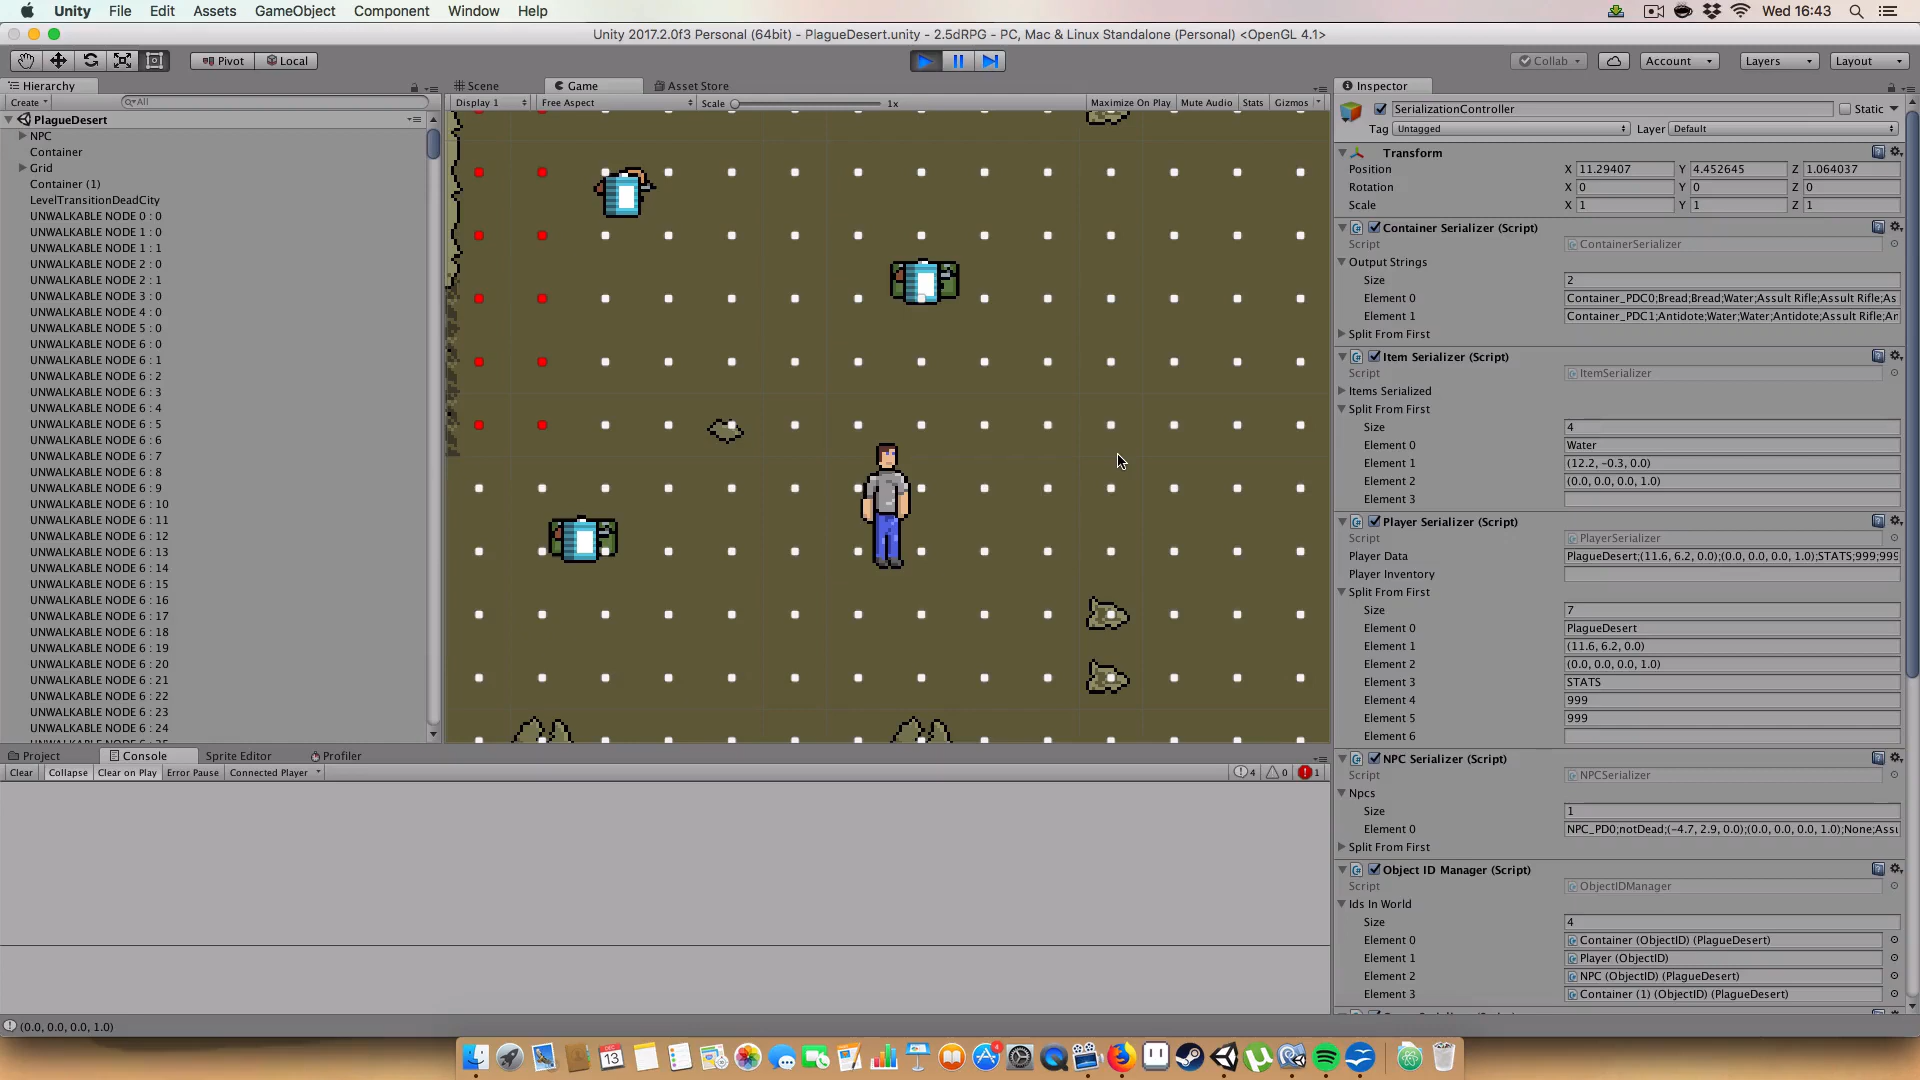 Unity File Edit Assets GameObject Component Window Help Wed 16:43
Unity 2017.2.0f3 Personal (64bit) - PlagueDesert.unity - 2.5dRPG - PC, Mac & Linux Standalone (Personal) <OpenGL 4.1>
Pivot Local Collab Account Layers Layout
Hierarchy Scene Game Asset Store Inspector
Create All Display 1 Free Aspect Scale 1x Maximize On Play Mute Audio Stats Gizmos SerializationController Static
PlagueDesert
NPC
Container
Grid
Container (1)
LevelTransitionDeadCity
UNWALKABLE NODE 0 : 0
UNWALKABLE NODE 1 : 0
UNWALKABLE NODE 1 : 1
UNWALKABLE NODE 2 : 0
UNWALKABLE NODE 2 : 1
UNWALKABLE NODE 3 : 0
UNWALKABLE NODE 4 : 0
UNWALKABLE NODE 5 : 0
UNWALKABLE NODE 6 : 0
UNWALKABLE NODE 6 : 1
UNWALKABLE NODE 6 : 2
UNWALKABLE NODE 6 : 3
UNWALKABLE NODE 6 : 4
UNWALKABLE NODE 6 : 5
UNWALKABLE NODE 6 : 6
UNWALKABLE NODE 6 : 7
UNWALKABLE NODE 6 : 8
UNWALKABLE NODE 6 : 9
UNWALKABLE NODE 6 : 10
UNWALKABLE NODE 6 : 11
UNWALKABLE NODE 6 : 12
UNWALKABLE NODE 6 : 13
UNWALKABLE NODE 6 : 14
UNWALKABLE NODE 6 : 15
UNWALKABLE NODE 6 : 16
UNWALKABLE NODE 6 : 17
UNWALKABLE NODE 6 : 18
UNWALKABLE NODE 6 : 19
UNWALKABLE NODE 6 : 20
UNWALKABLE NODE 6 : 21
UNWALKABLE NODE 6 : 22
UNWALKABLE NODE 6 : 23
UNWALKABLE NODE 6 : 24
Tag Untagged Layer Default
Transform
Position X 11.29407 Y 4.452645 Z 1.064037
Rotation X 0 Y 0 Z 0
Scale X 1 Y 1 Z 1
Container Serializer (Script)
Script ContainerSerializer
Output Strings
Size 2
Element 0 Container_PDC0;Bread;Bread;Water;Assult Rifle;Assult Rifle;As
Element 1 Container_PDC1;Antidote;Water;Water;Antidote;Assult Rifle;Ar
Split From First
Item Serializer (Script)
Script ItemSerializer
Items Serialized
Split From First
Size 4
Element 0 Water
Element 1 (12.2, -0.3, 0.0)
Element 2 (0.0, 0.0, 0.0, 1.0)
Element 3
Player Serializer (Script)
Script PlayerSerializer
Player Data PlagueDesert;(11.6, 6.2, 0.0);(0.0, 0.0, 0.0, 1.0);STATS;999;999
Player Inventory
Split From First
Size 7
Element 0 PlagueDesert
Element 1 (11.6, 6.2, 0.0)
Element 2 (0.0, 0.0, 0.0, 1.0)
Element 3 STATS
Element 4 999
Element 5 999
Element 6
NPC Serializer (Script)
Script NPCSerializer
Npcs
Size 1
Element 0 NPC_PD0;notDead;(-4.7, 2.9, 0.0);(0.0, 0.0, 0.0, 1.0);None;Assu
Split From First
Object ID Manager (Script)
Script ObjectIDManager
Ids In World
Size 4
Element 0 Container (ObjectID) (PlagueDesert)
Element 1 Player (ObjectID)
Element 2 NPC (ObjectID) (PlagueDesert)
Element 3 Container (1) (ObjectID) (PlagueDesert)
Project Console Sprite Editor Profiler
Clear Collapse Clear on Play Error Pause Connected Player 4 0 1
(0.0, 0.0, 0.0, 1.0)